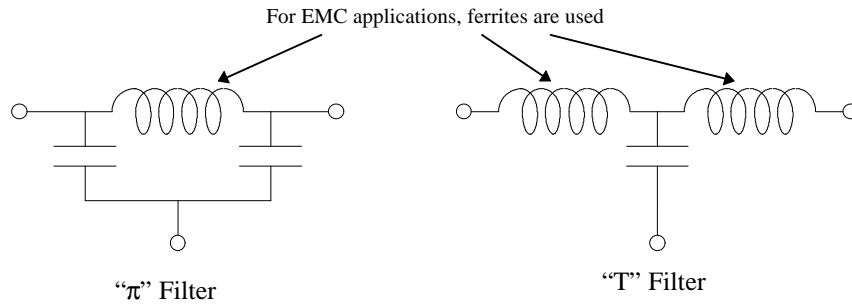 For EMC applications, ferrites are used
“π” Filter
“T” Filter